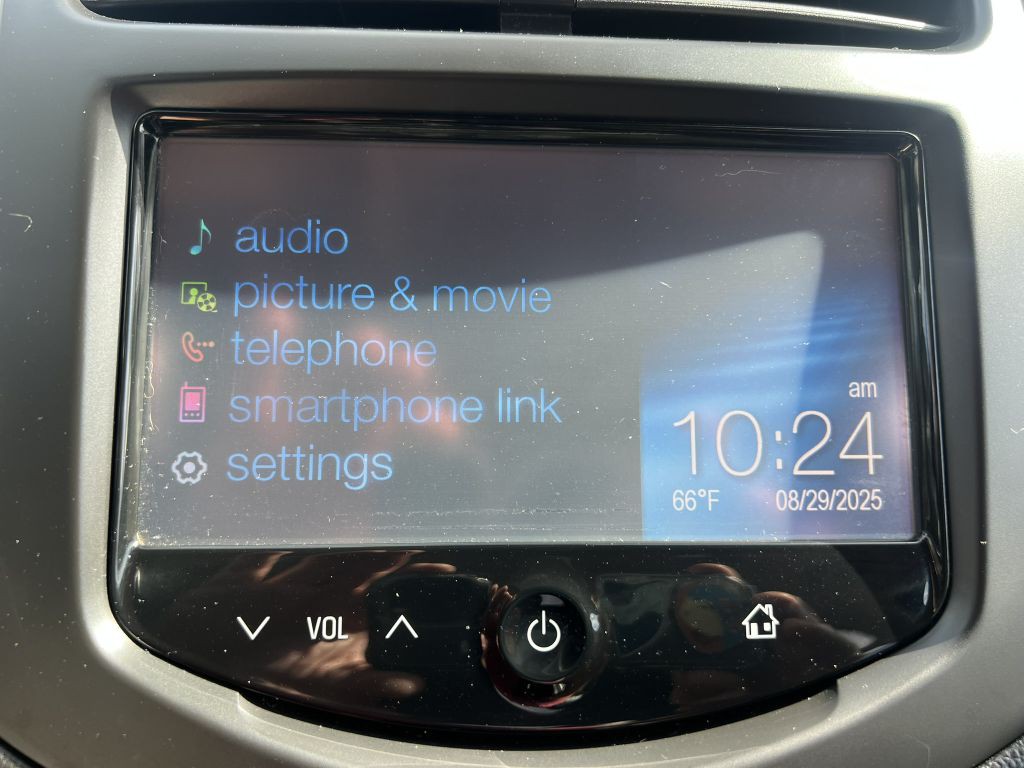 audio
picture & movie
telephone
smartphone link
settings
am
10:24
66°F 08/29/2025
VOL